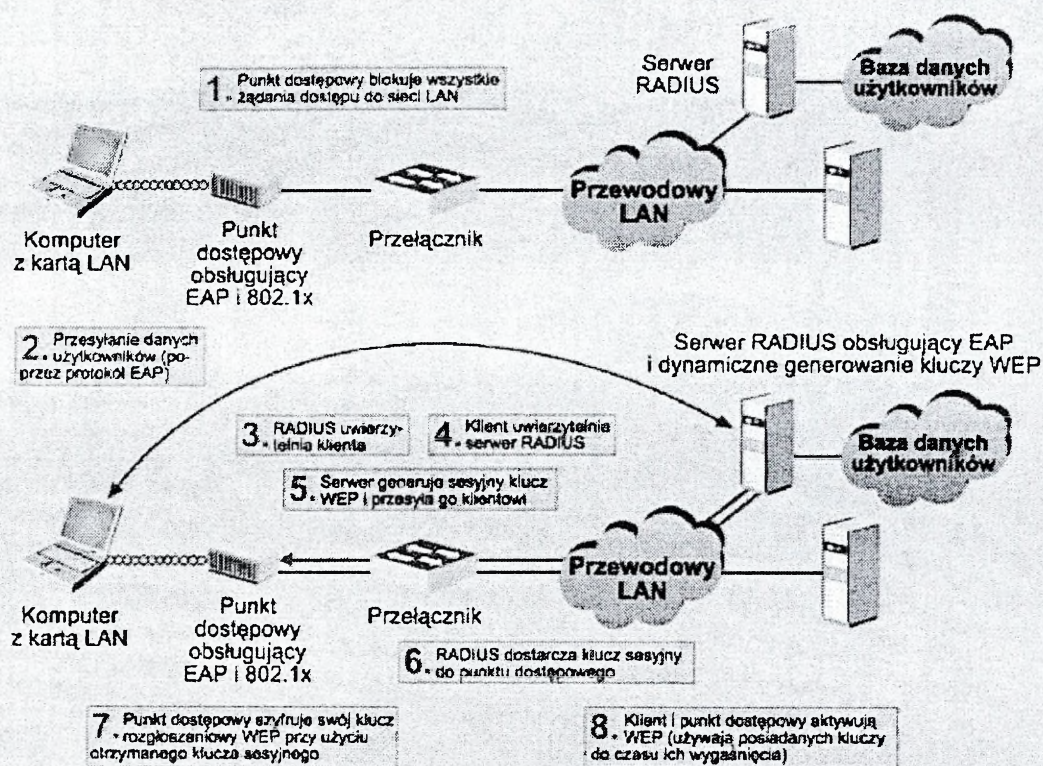 1. Punkt dostępowy blokuje wszystkie
żądania dostępu do sieci LAN
Serwer
RADIUS
Baza danych
użytkowników
Przewodowy
LAN
Komputer
z kartą LAN
Punkt
dostępowy
obsługujący
EAP i 802.1x
Przełącznik
2. Przesyłanie danych
użytkowników (po-
przez protokół EAP)
Serwer RADIUS obsługujący EAP
i dynamiczne generowanie kluczy WEP
3. RADIUS uwierzy-
telnia klienta
4. Klient uwierzytelnia
serwer RADIUS
Baza danych
użytkowników
5. Serwer generuje sesyjny klucz
WEP i przesyła go klientowi
Przewodowy
LAN
Komputer
z kartą LAN
Punkt
dostępowy
obsługujący
EAP i 802.1x
Przełącznik
6. RADIUS dostarcza klucz sesyjny
do punktu dostępowego
7. Punkt dostępowy szyfruje swój klucz
rozgłoszeniowy WEP przy użyciu
otrzymanego klucza sesyjnego
8. Klient i punkt dostępowy aktywują
WEP (używają posiadanych kluczy
do czasu ich wygaśnięcia)